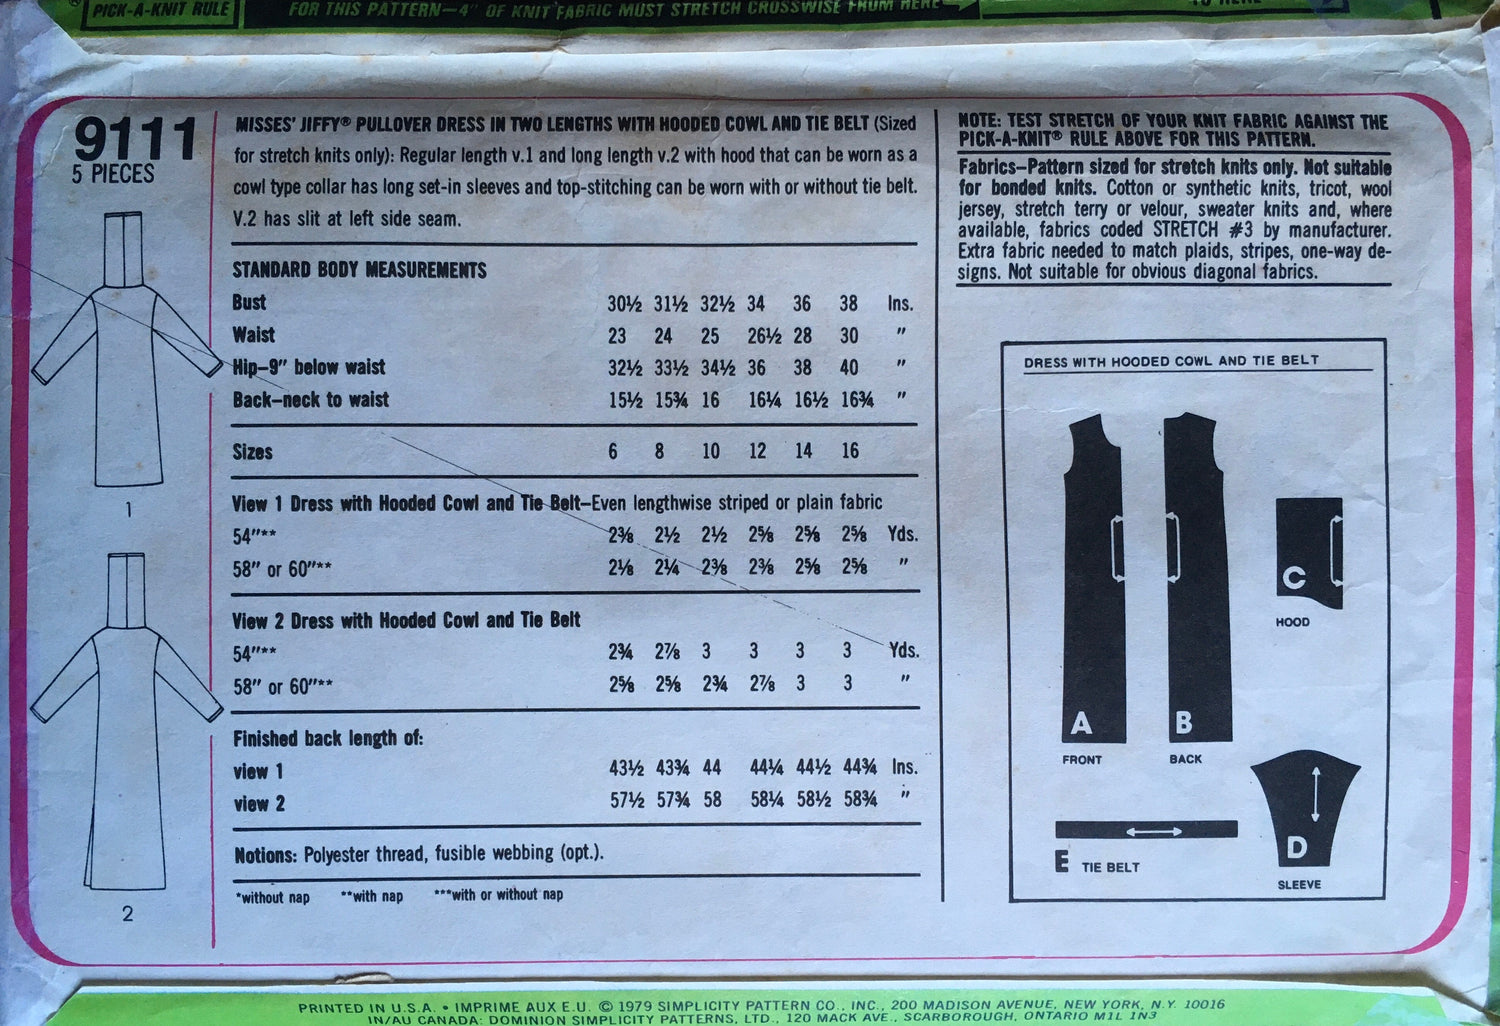 PICK-A-KNIT RULE
FOR THIS PATTERN—4" OF KNIT FABRIC MUST STRETCH CROSSWISE FROM HERE
TO HERE
9111
5 PIECES
1
2
MISSES' JIFFY® PULLOVER DRESS IN TWO LENGTHS WITH HOODED COWL AND TIE BELT (Sized
for stretch knits only): Regular length v.1 and long length v.2 with hood that can be worn as a
cowl type collar has long set-in sleeves and top-stitching can be worn with or without tie belt.
V.2 has slit at left side seam.
STANDARD BODY MEASUREMENTS
Bust 30½ 31½ 32½ 34 36 38 Ins.
Waist 23 24 25 26½ 28 30 "
Hip–9" below waist 32½ 33½ 34½ 36 38 40 "
Back–neck to waist 15½ 15¾ 16 16¼ 16½ 16¾ "
Sizes 6 8 10 12 14 16
View 1 Dress with Hooded Cowl and Tie Belt–Even lengthwise striped or plain fabric
54"** 2⅜ 2½ 2½ 2⅝ 2⅝ 2⅝ Yds.
58" or 60"** 2⅛ 2¼ 2⅜ 2⅜ 2⅝ 2⅝ "
View 2 Dress with Hooded Cowl and Tie Belt
54"** 2¾ 2⅞ 3 3 3 3 Yds.
58" or 60"** 2⅝ 2⅝ 2¾ 2⅞ 3 3 "
Finished back length of:
view 1 43½ 43¾ 44 44¼ 44½ 44¾ Ins.
view 2 57½ 57¾ 58 58¼ 58½ 58¾ "
Notions: Polyester thread, fusible webbing (opt.).
*without nap **with nap ***with or without nap
NOTE: TEST STRETCH OF YOUR KNIT FABRIC AGAINST THE
PICK-A-KNIT® RULE ABOVE FOR THIS PATTERN.
Fabrics–Pattern sized for stretch knits only. Not suitable
for bonded knits. Cotton or synthetic knits, tricot, wool
jersey, stretch terry or velour, sweater knits and, where
available, fabrics coded STRETCH #3 by manufacturer.
Extra fabric needed to match plaids, stripes, one-way de-
signs. Not suitable for obvious diagonal fabrics.
DRESS WITH HOODED COWL AND TIE BELT
C
HOOD
A
B
FRONT
BACK
D
E TIE BELT
SLEEVE
PRINTED IN U.S.A. • IMPRIME AUX E.U. © 1979 SIMPLICITY PATTERN CO., INC., 200 MADISON AVENUE, NEW YORK, N.Y. 10016
IN/AU CANADA: DOMINION SIMPLICITY PATTERNS, LTD., 120 MACK AVE., SCARBOROUGH, ONTARIO M1L 1N3